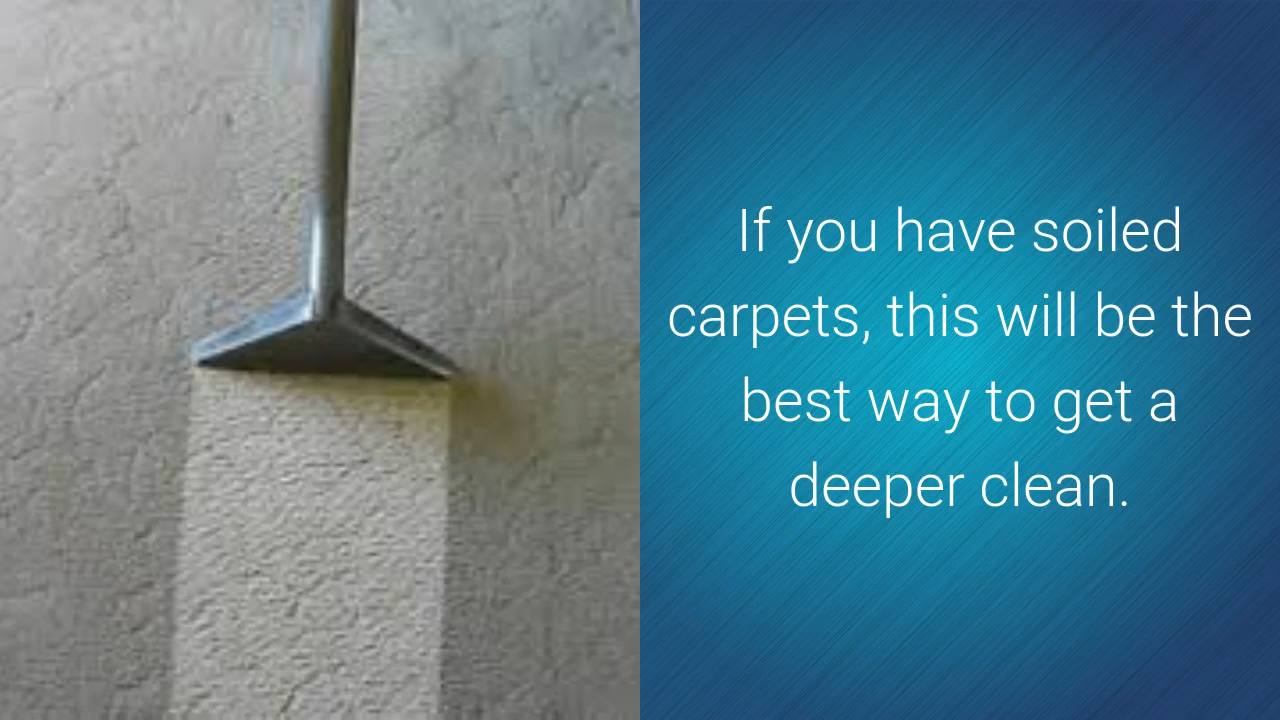 If you have soiled
carpets, this will be the
best way to get a
deeper clean.